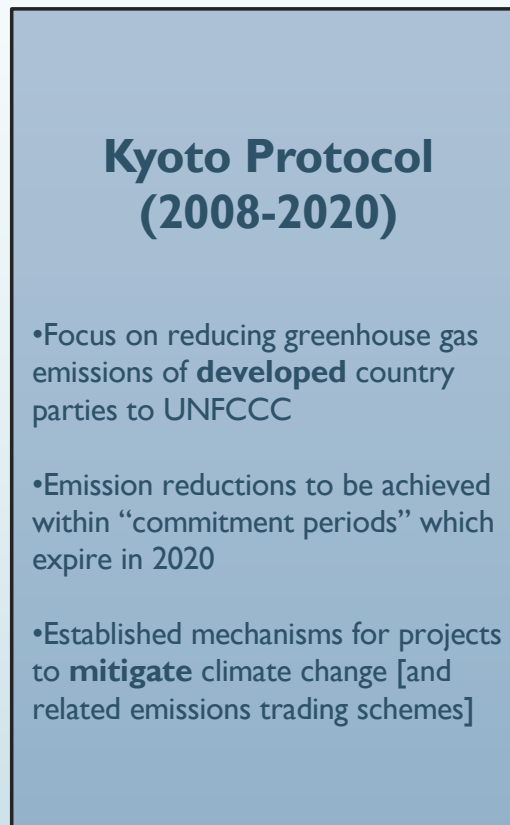 Kyoto Protocol
(2008-2020)
•Focus on reducing greenhouse gas
emissions of developed country
parties to UNFCCC
•Emission reductions to be achieved
within “commitment periods” which
expire in 2020
•Established mechanisms for projects
to mitigate climate change [and
related emissions trading schemes]